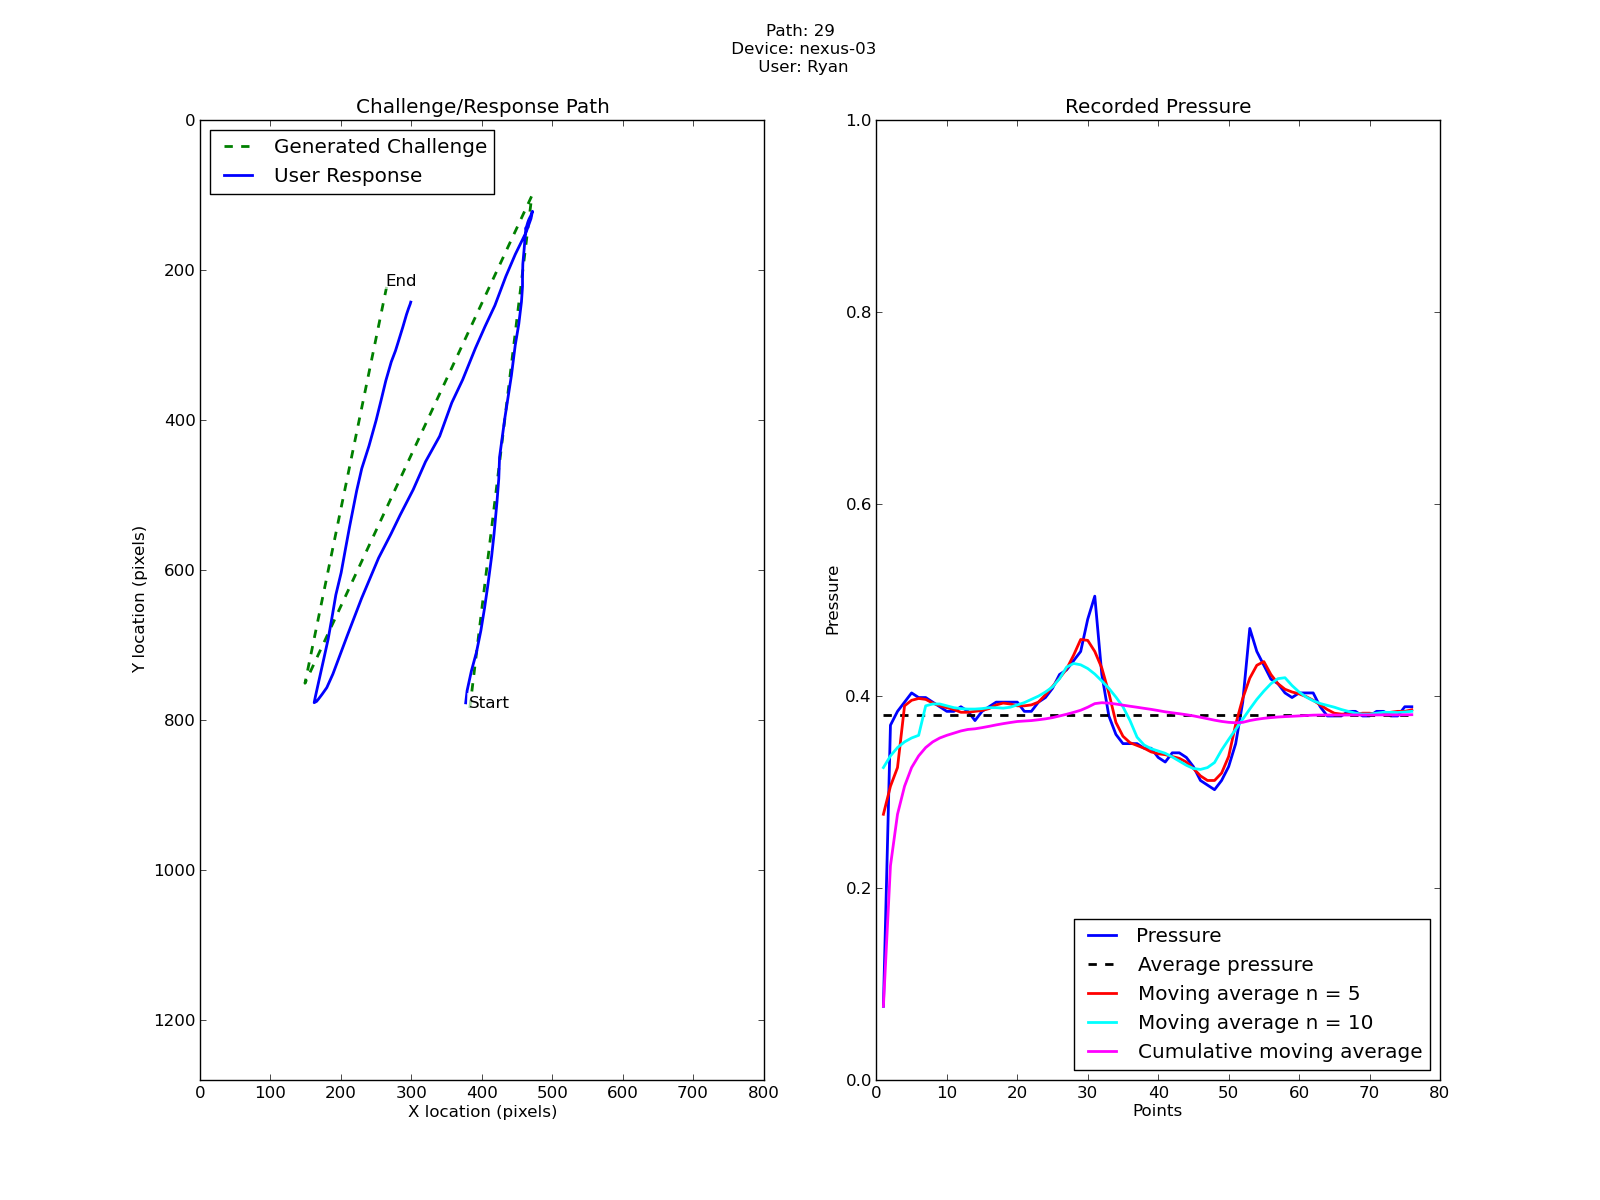 Path: 29
Device: nexus-03
User: Ryan
Challenge/Response Path
Generated Challenge
User Response
End
Start
0
200
400
600
800
1000
1200
Y location (pixels)
0 100 200 300 400 500 600 700 800
X location (pixels)
Recorded Pressure
1.0
0.8
0.6
0.4
0.2
0.0
Pressure
Pressure
Average pressure
Moving average n = 5
Moving average n = 10
Cumulative moving average
0 10 20 30 40 50 60 70 80
Points